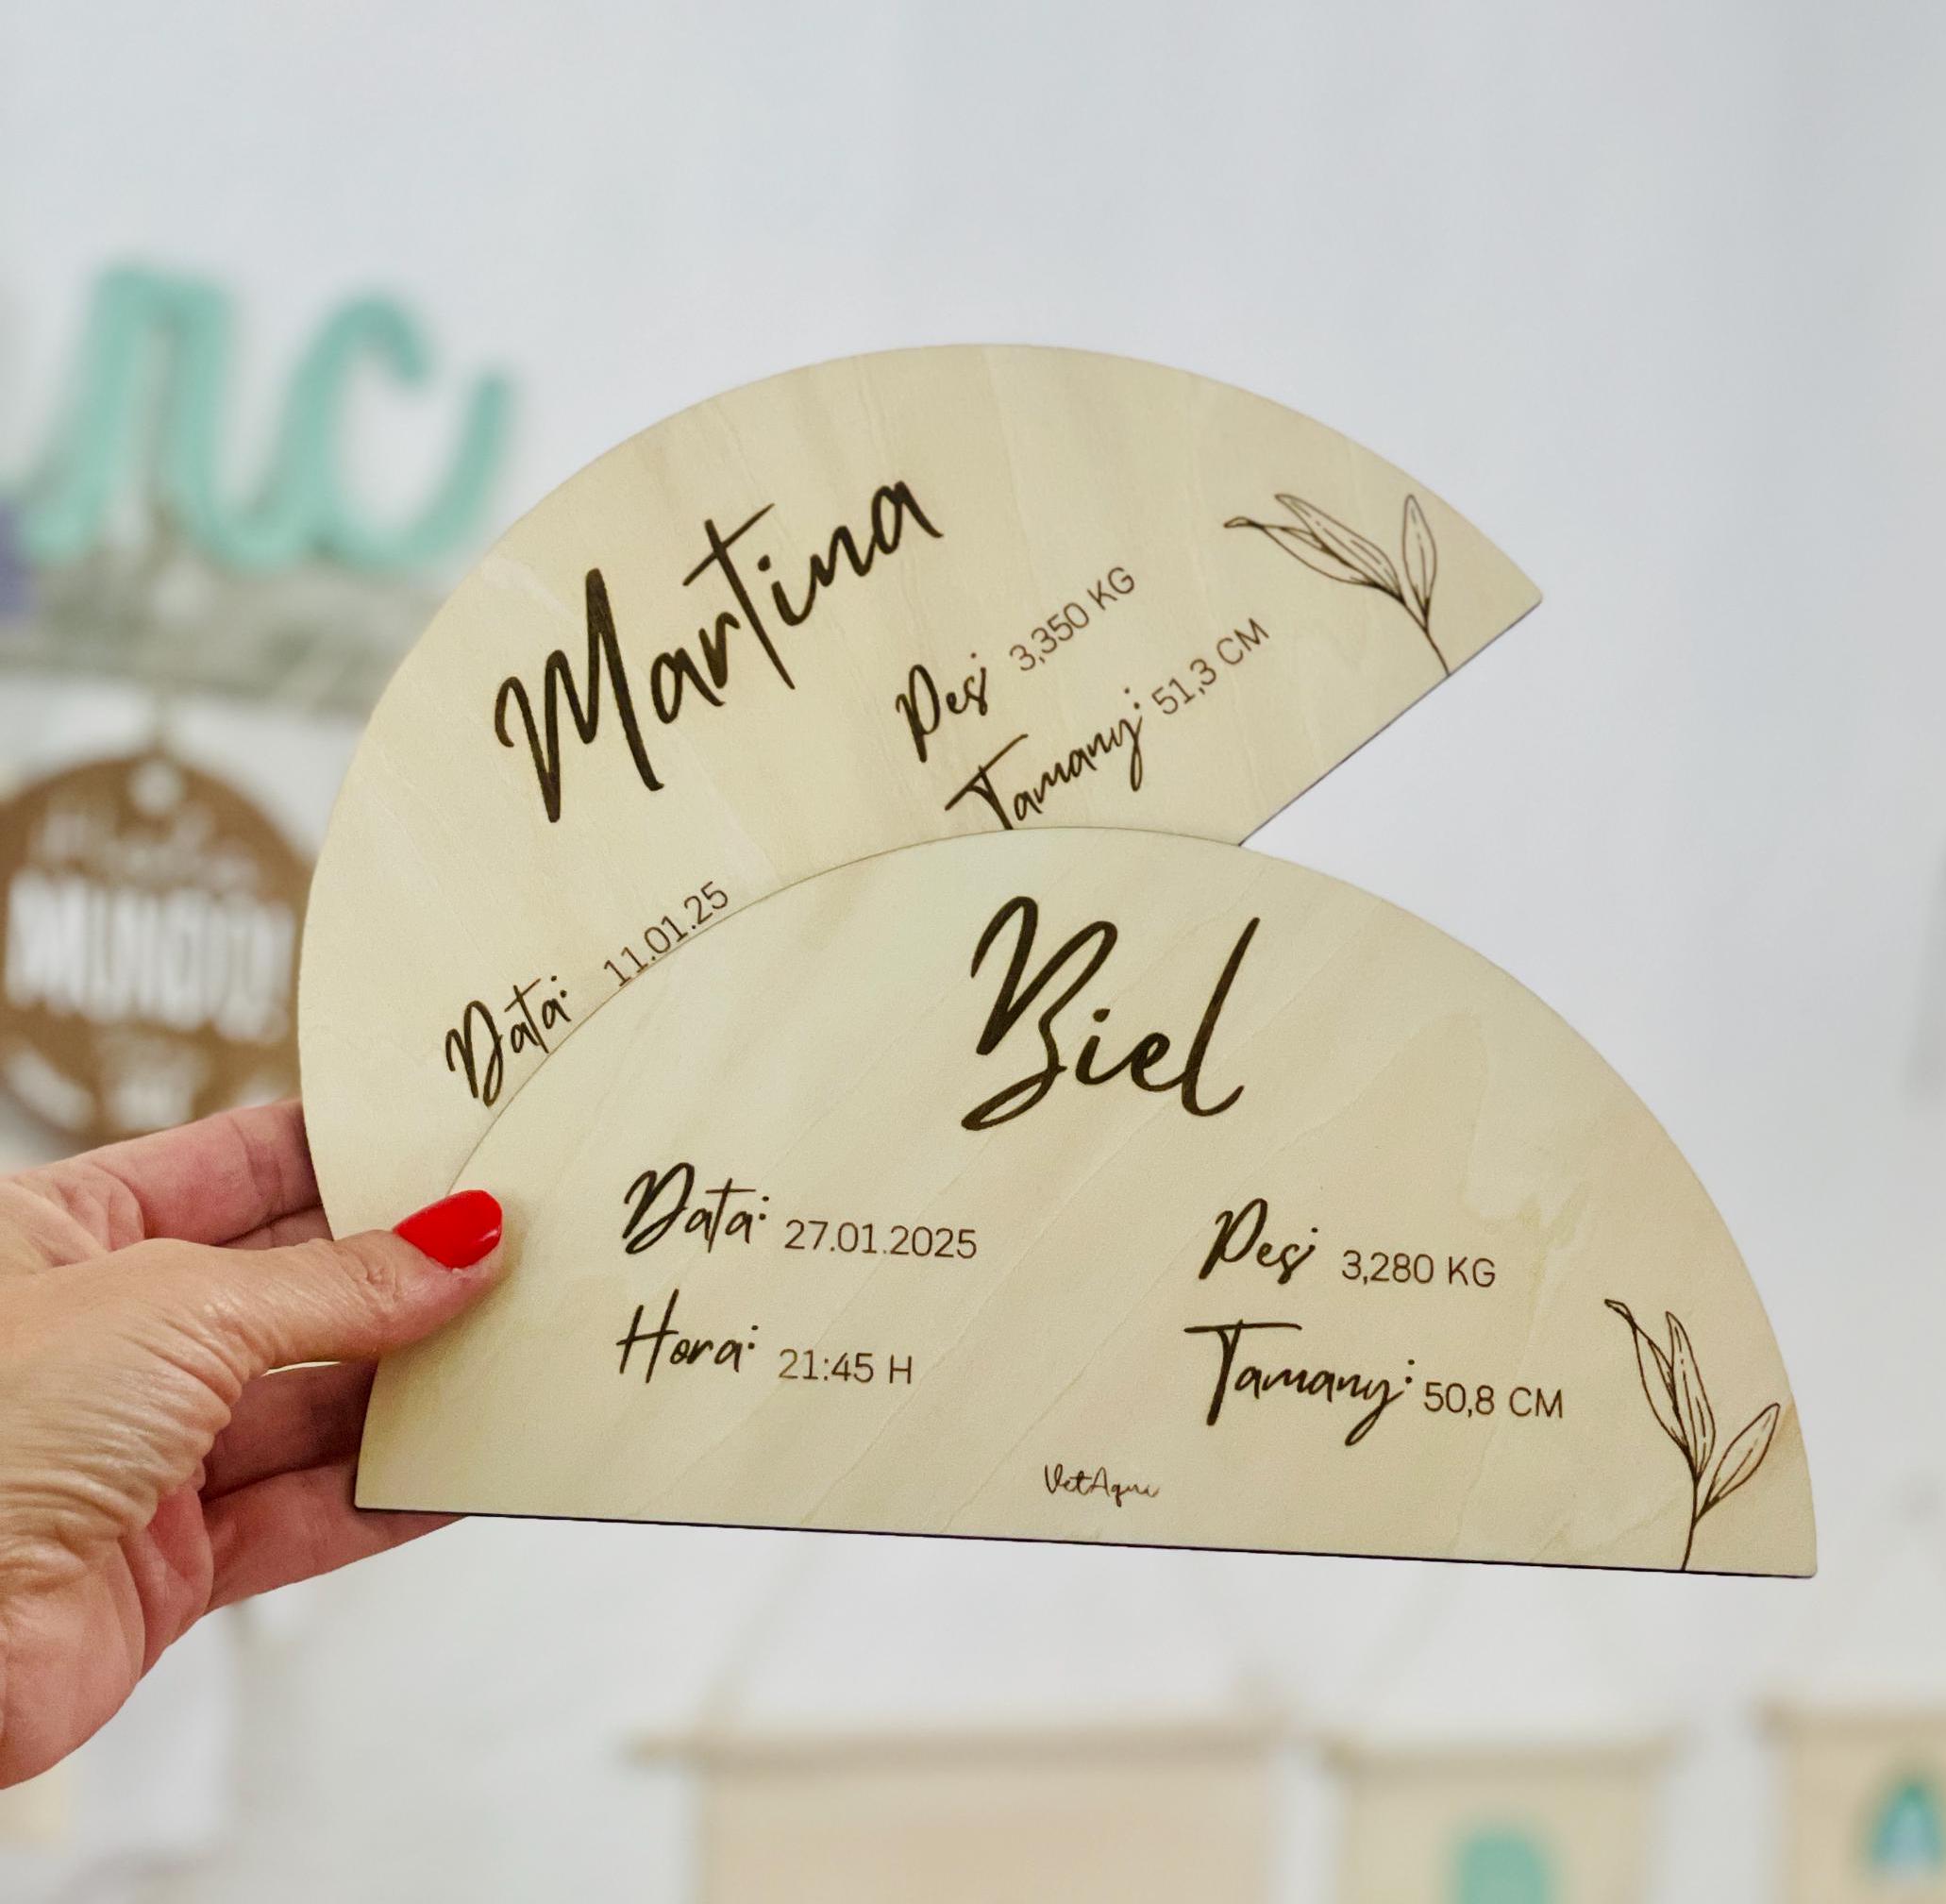 Martina
Pes: 3,350 KG
Tamany: 51,3 CM
Data: 11.01.25
Biel
Data: 27.01.2025
Hora: 21:45 H
Pes: 3,280 KG
Tamany: 50,8 CM
VetAqui